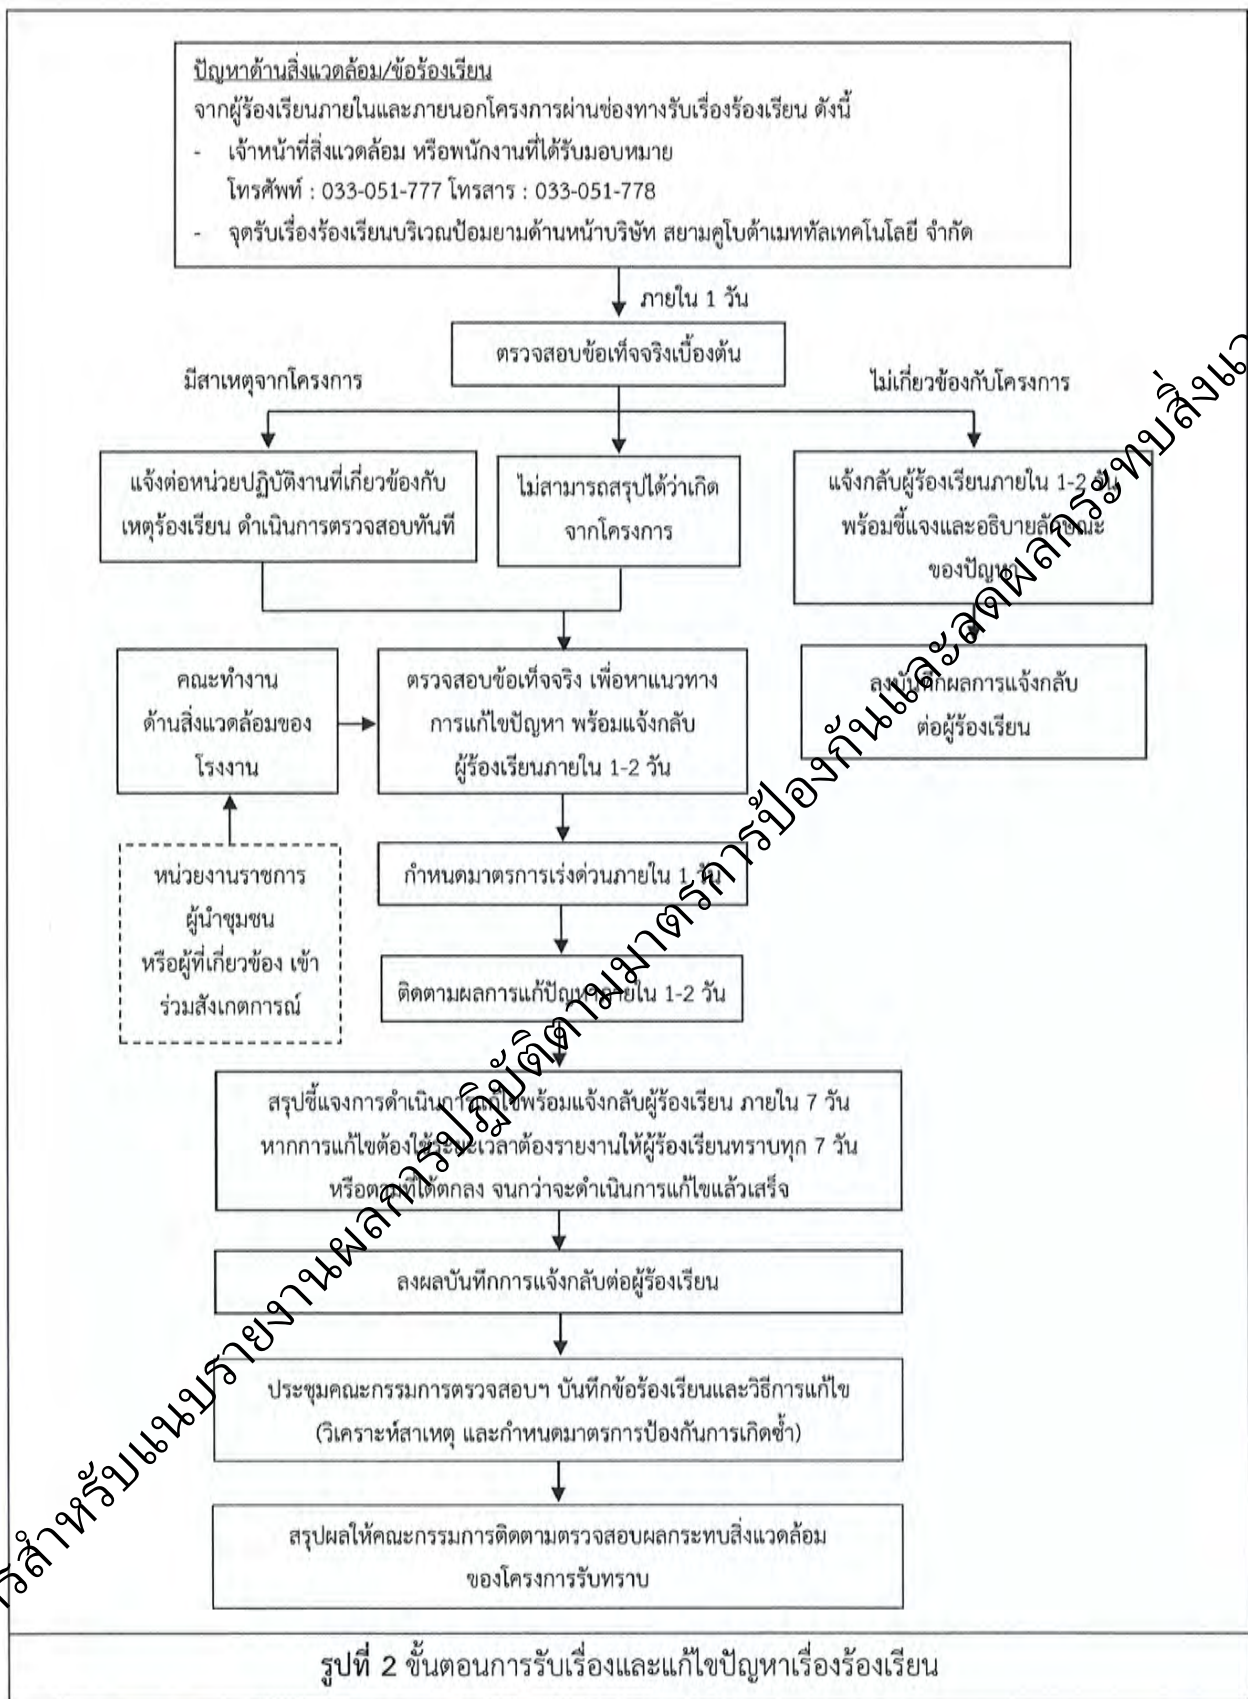 ปัญหาด้านสิ่งแวดล้อม/ข้อร้องเรียน
จากผู้ร้องเรียนภายในและภายนอกโครงการผ่านช่องทางรับเรื่องร้องเรียน ดังนี้
- เจ้าหน้าที่สิ่งแวดล้อม หรือพนักงานที่ได้รับมอบหมาย
โทรศัพท์ : 033-051-777 โทรสาร : 033-051-778
- จุดรับเรื่องร้องเรียนบริเวณป้อมยามด้านหน้าบริษัท สยามคูโบต้าเมททัลเทคโนโลยี จำกัด
ภายใน 1 วัน
ตรวจสอบข้อเท็จจริงเบื้องต้น
มีสาเหตุจากโครงการ
ไม่เกี่ยวข้องกับโครงการ
แจ้งต่อหน่วยปฏิบัติงานที่เกี่ยวข้องกับ
เหตุร้องเรียน ดำเนินการตรวจสอบทันที
ไม่สามารถสรุปได้ว่าเกิด
จากโครงการ
แจ้งกลับผู้ร้องเรียนภายใน 1-2 วัน
พร้อมชี้แจงและอธิบายลักษณะ
ของปัญหา
คณะทำงาน
ด้านสิ่งแวดล้อมของ
โรงงาน
ตรวจสอบข้อเท็จจริง เพื่อหาแนวทาง
การแก้ไขปัญหา พร้อมแจ้งกลับ
ผู้ร้องเรียนภายใน 1-2 วัน
ลงบันทึกผลการแจ้งกลับ
ต่อผู้ร้องเรียน
หน่วยงานราชการ
ผู้นำชุมชน
หรือผู้ที่เกี่ยวข้อง เข้า
ร่วมสังเกตการณ์
กำหนดมาตรการเร่งด่วนภายใน 1 วัน
ติดตามผลการแก้ปัญหาภายใน 1-2 วัน
สรุปชี้แจงการดำเนินการแก้ไขพร้อมแจ้งกลับผู้ร้องเรียน ภายใน 7 วัน
หากการแก้ไขต้องใช้ระยะเวลาต้องรายงานให้ผู้ร้องเรียนทราบทุก 7 วัน
หรือตามที่ได้ตกลง จนกว่าจะดำเนินการแก้ไขแล้วเสร็จ
ลงผลบันทึกการแจ้งกลับต่อผู้ร้องเรียน
ประชุมคณะกรรมการตรวจสอบฯ บันทึกข้อร้องเรียนและวิธีการแก้ไข
(วิเคราะห์สาเหตุ และกำหนดมาตรการป้องกันการเกิดซ้ำ)
สรุปผลให้คณะกรรมการติดตามตรวจสอบผลกระทบสิ่งแวดล้อม
ของโครงการรับทราบ
รูปที่ 2 ขั้นตอนการรับเรื่องและแก้ไขปัญหาเรื่องร้องเรียน
สำหรับแนบรายงานผลการปฏิบัติตามมาตรการป้องกันและลดผลกระทบ